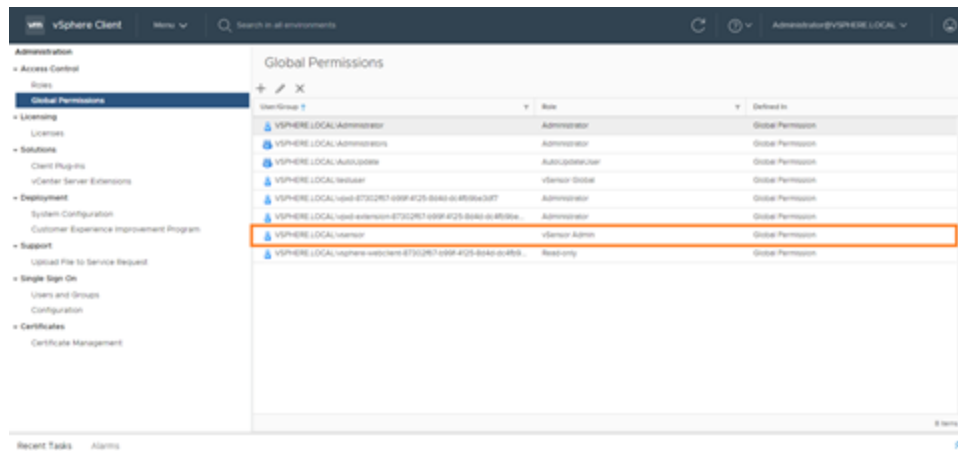 vm vSphere Client Menu Search in all environments Administrator@VSPHERE.LOCAL
Administration
Access Control
Roles
Global Permissions
Licensing
Licenses
Solutions
Client Plug-Ins
vCenter Server Extensions
Deployment
System Configuration
Customer Experience Improvement Program
Support
Upload File to Service Request
Single Sign On
Users and Groups
Configuration
Certificates
Certificate Management
Global Permissions
User/Group Role Defined In
VSPHERE.LOCAL\Administrator Administrator Global Permission
VSPHERE.LOCAL\Administrators Administrator Global Permission
VSPHERE.LOCAL\AutoUpdate AutoUpdateUser Global Permission
VSPHERE.LOCAL\testuser vSensor Global Global Permission
Administrator Global Permission
Administrator Global Permission
VSPHERE.LOCAL\vsensor vSensor Admin Global Permission
Read-only Global Permission
8 items
Recent Tasks Alarms